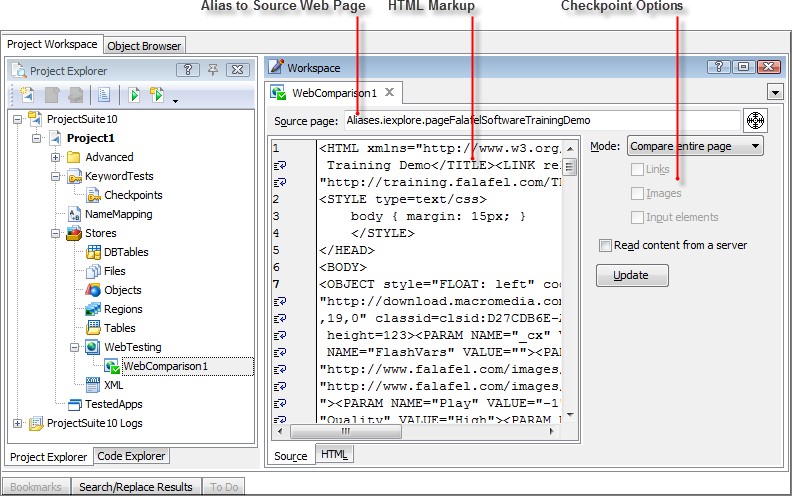 Alias to Source Web Page HTML Markup Checkpoint Options
Project Workspace Object Browser
Project Explorer
ProjectSuite10
Project1
Advanced
KeywordTests
Checkpoints
NameMapping
Stores
DBTables
Files
Objects
Regions
Tables
WebTesting
WebComparison1
XML
TestedApps
ProjectSuite10 Logs
Project Explorer Code Explorer
Workspace
WebComparison1
Source page: Aliases.iexplore.pageFalafelSoftwareTrainingDemo
1 <HTML xmlns="http://www.w3.org/
Training Demo</TITLE><LINK re
"http://training.falafel.com/T
2 <STYLE type=text/css>
3 body { margin: 15px; }
4 </STYLE>
5 </HEAD>
6 <BODY>
7 <OBJECT style="FLOAT: left" co
"http://download.macromedia.com
,19,0" classid=clsid:D27CDB6E-
height=123><PARAM NAME="_cx" V
NAME="FlashVars" VALUE=""><PA
"http://www.falafel.com/images/
"http://www.falafel.com/images/
"><PARAM NAME="Play" VALUE="-1"
"Quality" VALUE="High"><PARAM
Source HTML
Mode: Compare entire page
Links
Images
Input elements
Read content from a server
Update
Bookmarks Search/Replace Results To Do